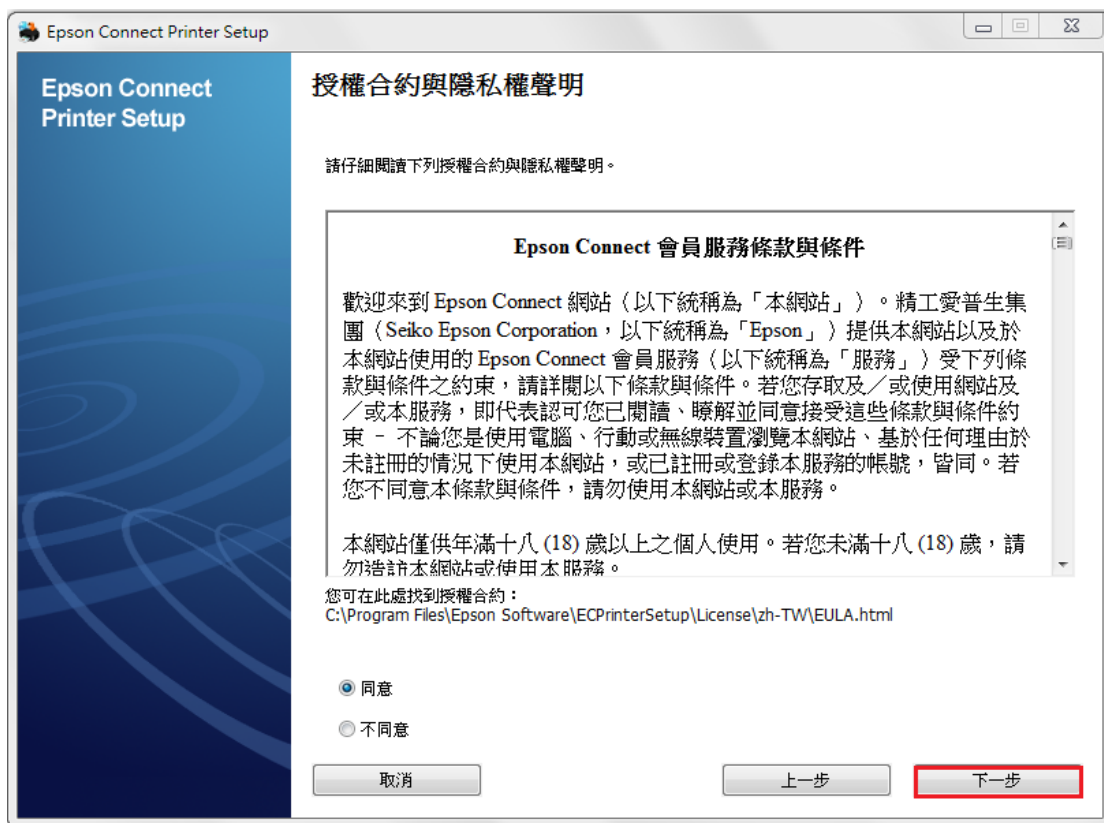 Epson Connect Printer Setup
Epson Connect
Printer Setup
授權合約與隱私權聲明
請仔細閱讀下列授權合約與隱私權聲明。
Epson Connect 會員服務條款與條件
歡迎來到 Epson Connect 網站（以下統稱為「本網站」）。精工愛普生集
團（Seiko Epson Corporation，以下統稱為「Epson」）提供本網站以及於
本網站使用的 Epson Connect 會員服務（以下統稱為「服務」）受下列條
款與條件之約束，請詳閱以下條款與條件。若您存取及／或使用網站及
／或本服務，即代表認可您已閱讀、瞭解並同意接受這些條款與條件約
束 － 不論您是使用電腦、行動或無線裝置瀏覽本網站、基於任何理由於
未註冊的情況下使用本網站，或已註冊或登錄本服務的帳號，皆同。若
您不同意本條款與條件，請勿使用本網站或本服務。
本網站僅供年滿十八 (18) 歲以上之個人使用。若您未滿十八 (18) 歲，請
勿造訪本網站或使用本服務。
您可在此處找到授權合約：
C:\Program Files\Epson Software\ECPrinterSetup\License\zh-TW\EULA.html
同意
不同意
取消
上一步
下一步